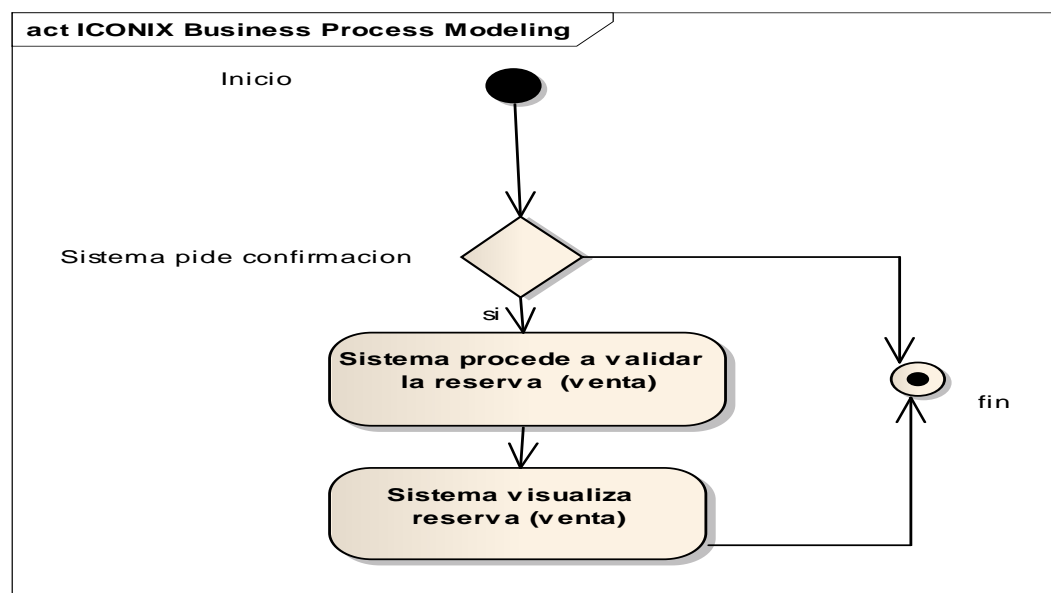 act ICONIX Business Process Modeling
Inicio
Sistema pide confirmacion
si
Sistema procede a validar
la reserva (venta)
fin
Sistema visualiza
reserva (venta)